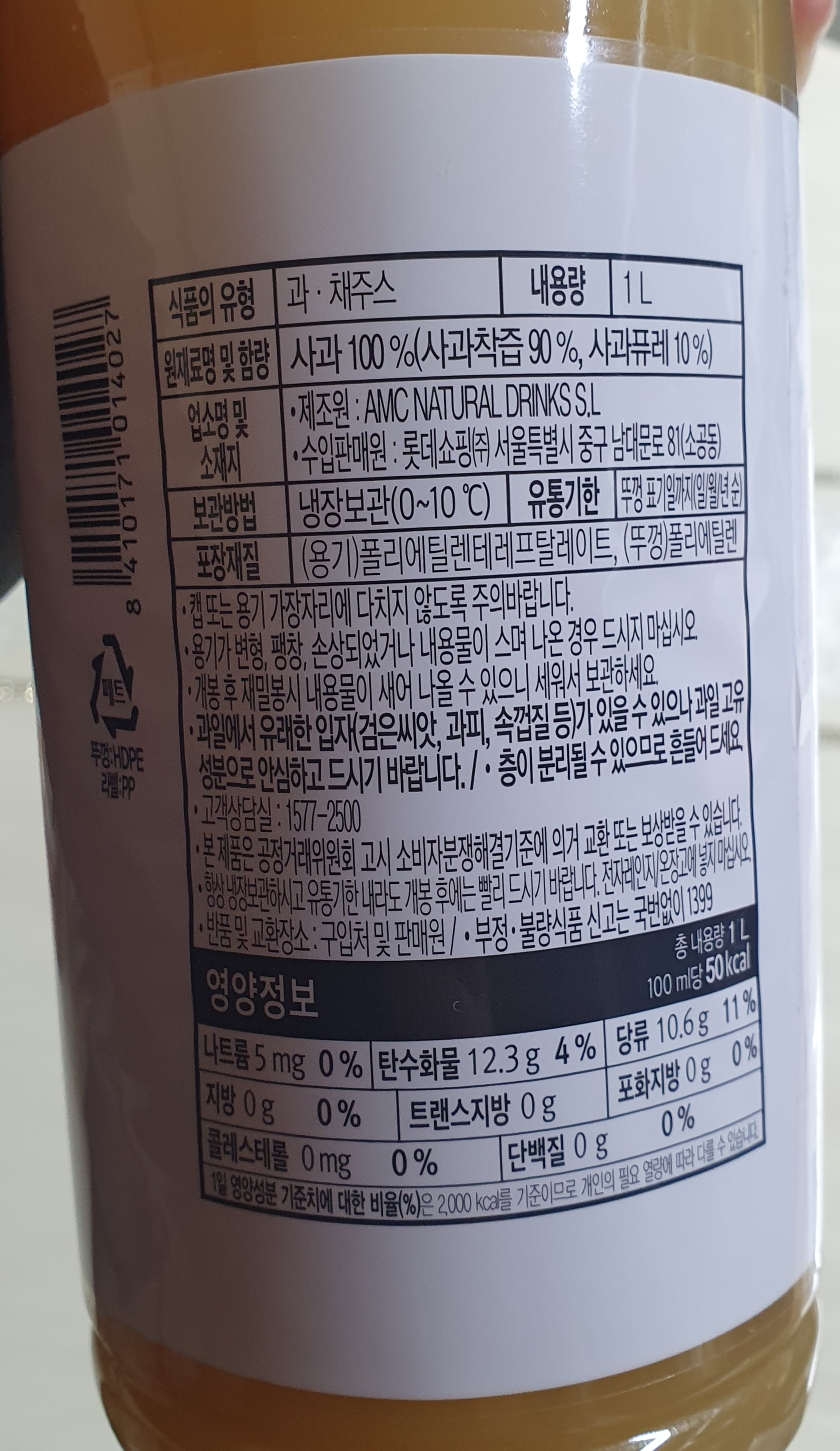 식품의 유형 과 · 채주스 내용량 1 L
원재료명 및 함량 사과 100 %(사과착즙 90 %, 사과퓨레 10 %)
업소명 및 소재지 •제조원 : AMC NATURAL DRINKS S.L
•수입판매원 : 롯데쇼핑㈜ 서울특별시 중구 남대문로 81(소공동)
보관방법 냉장보관(0~10 ℃) 유통기한 뚜껑 표기일까지(일/월/년 순)
포장재질 (용기)폴리에틸렌테레프탈레이트, (뚜껑)폴리에틸렌
•캡 또는 용기 가장자리에 다치지 않도록 주의바랍니다.
•용기가 변형, 팽창, 손상되었거나 내용물이 스며 나온 경우 드시지 마십시오
•개봉 후 재밀봉시 내용물이 새어 나올 수 있으니 세워서 보관하세요.
•과일에서 유래한 입자(검은씨앗, 과피, 속껍질 등)가 있을 수 있으나 과일 고유
성분으로 안심하고 드시기 바랍니다. / • 층이 분리될 수 있으므로 흔들어 드세요.
•고객상담실 : 1577-2500
•본 제품은 공정거래위원회 고시 소비자분쟁해결기준에 의거 교환 또는 보상받을 수 있습니다.
•항상 냉장보관하시고 유통기한 내라도 개봉 후에는 빨리 드시기 바랍니다. 전자레인지/온장고에 넣지 마십시오.
•반품 및 교환장소 : 구입처 및 판매원 / •부정•불량식품 신고는 국번없이 1399
영양정보
총 내용량 1 L
100 ml당 50 kcal
나트륨 5 mg 0 % 탄수화물 12.3 g 4 % 당류 10.6 g 11 %
지방 0 g 0 % 트랜스지방 0 g 포화지방 0 g 0 %
콜레스테롤 0 mg 0 % 단백질 0 g 0 %
1일 영양성분 기준치에 대한 비율(%)은 2,000 kcal를 기준이므로 개인의 필요 열량에 따라 다를 수 있습니다.
8 410171 014027
페트
뚜껑:HDPE
라벨:PP